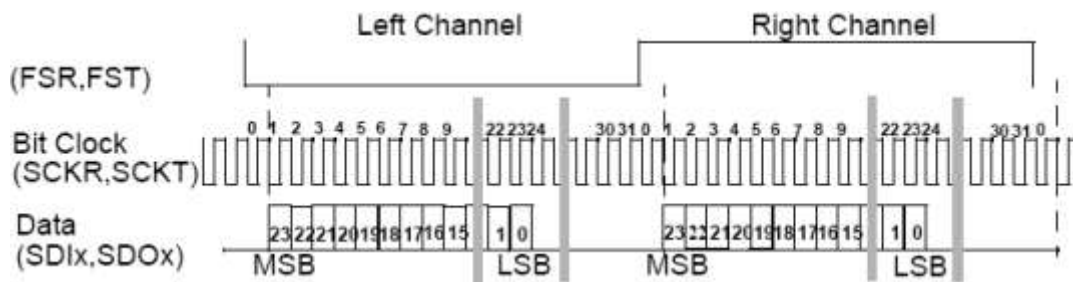 Left Channel Right Channel
(FSR,FST)
0 1 2 3 4 5 6 7 8 9 22 23 24 30 31 0 1 2 3 4 5 6 7 8 9 22 23 24 30 31 0
Bit Clock
(SCKR,SCKT)
Data
23 22 21 20 19 18 17 16 15 1 0 23 22 21 20 19 18 17 16 15 1 0
(SDIx,SDOx)
MSB LSB MSB LSB